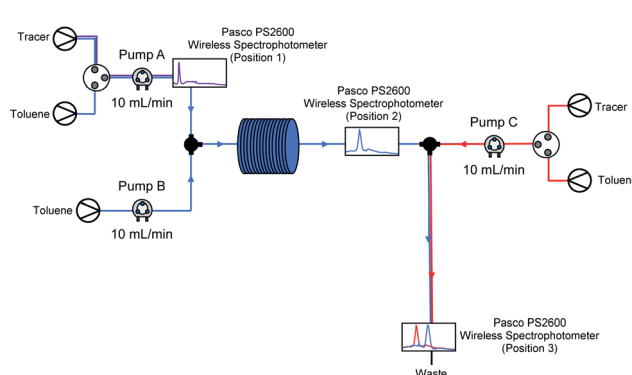 Tracer
Toluene
Pump A
10 mL/min
Pasco PS2600
Wireless Spectrophotometer
(Position 1)
Toluene
Pump B
10 mL/min
Pasco PS2600
Wireless Spectrophotometer
(Position 2)
Pump C
10 mL/min
Tracer
Toluen
Pasco PS2600
Wireless Spectrophotometer
(Position 3)
Waste